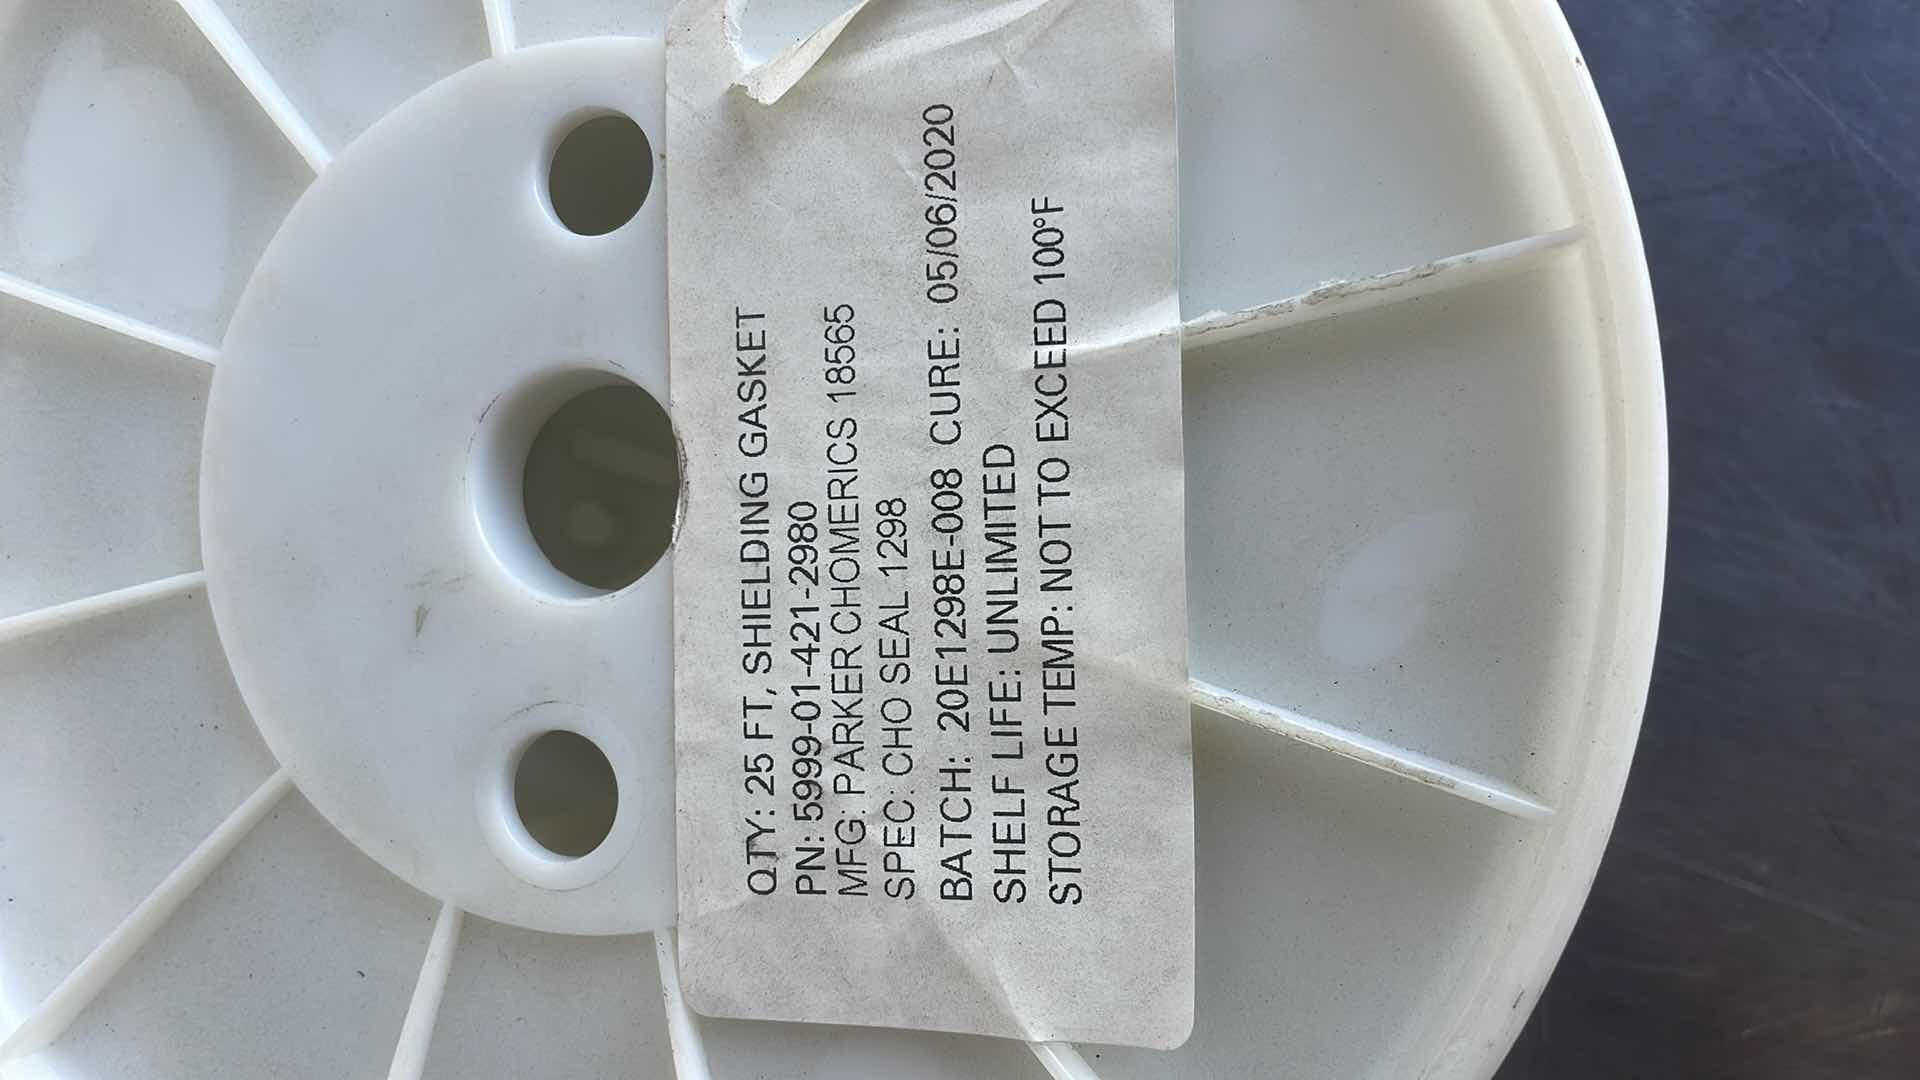 QTY: 25 FT, SHIELDING GASKET
PN: 5999-01-421-2980
MFG: PARKER CHOMERICS 18565
SPEC: CHO SEAL 1298
BATCH: 20E1298E-008 CURE: 05/06/2020
SHELF LIFE: UNLIMITED
STORAGE TEMP: NOT TO EXCEED 100°F